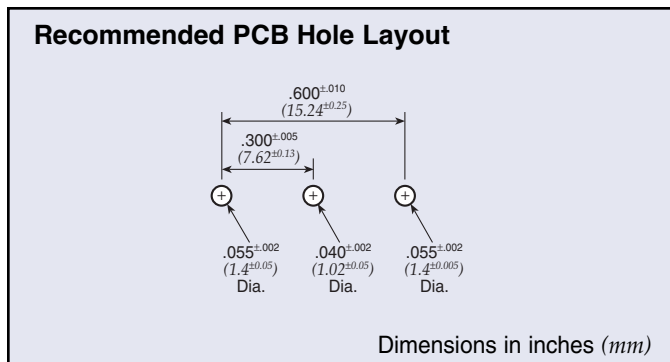 Recommended PCB Hole Layout
.600±.010
(15.24±0.25)
.300±.005
(7.62±0.13)
.055±.002
(1.4±0.05)
Dia.
.040±.002
(1.02±0.05)
Dia.
.055±.002
(1.4±0.005)
Dia.
Dimensions in inches (mm)